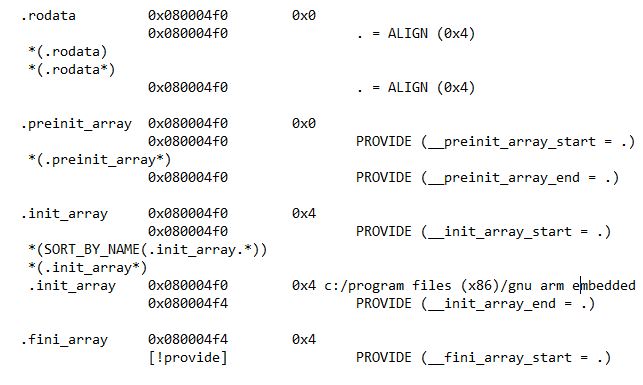 .rodata 0x080004f0 0x0
0x080004f0 . = ALIGN (0x4)
*(.rodata)
*(.rodata*)
0x080004f0 . = ALIGN (0x4)
.preinit_array 0x080004f0 0x0
0x080004f0 PROVIDE (__preinit_array_start = .)
*(.preinit_array*)
0x080004f0 PROVIDE (__preinit_array_end = .)
.init_array 0x080004f0 0x4
0x080004f0 PROVIDE (__init_array_start = .)
*(SORT_BY_NAME(.init_array.*))
*(.init_array*)
.init_array 0x080004f0 0x4 c:/program files (x86)/gnu arm embedded
0x080004f4 PROVIDE (__init_array_end = .)
.fini_array 0x080004f4 0x4
[!provide] PROVIDE (__fini_array_start = .)